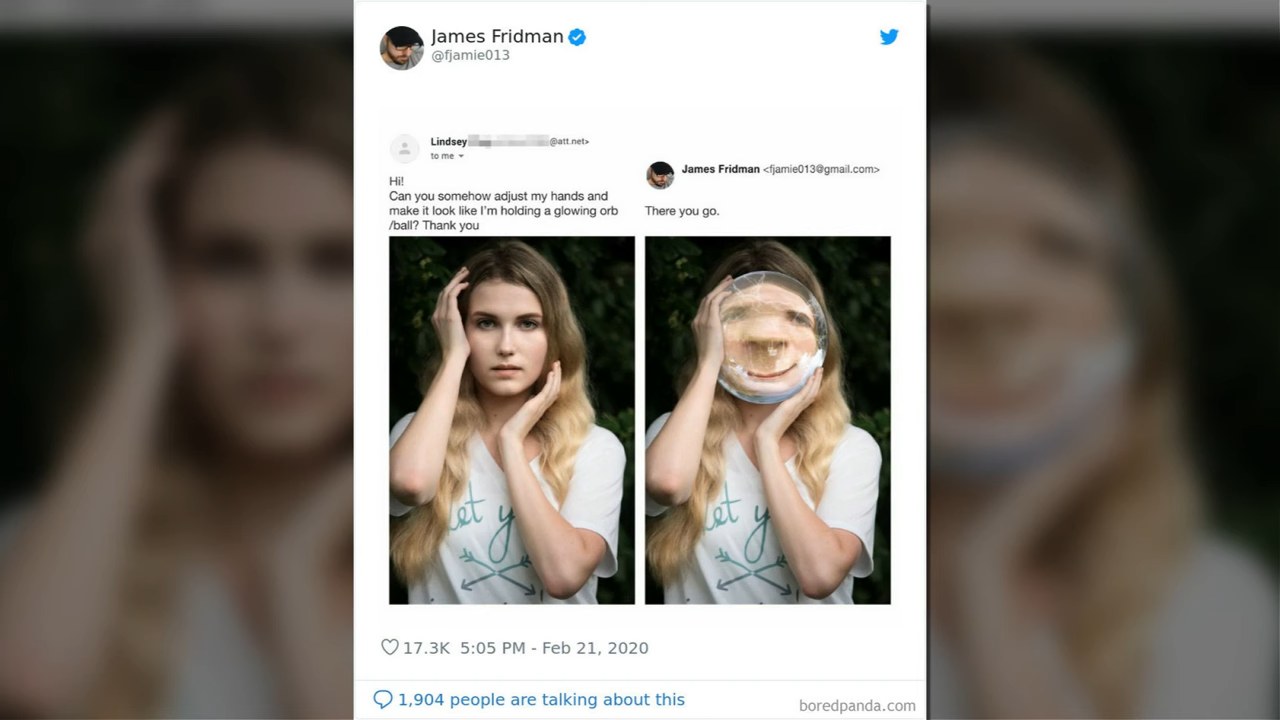 James Fridman
@fjamie013
Lindsey @att.net>
to me
Hi!
Can you somehow adjust my hands and
make it look like I'm holding a glowing orb
/ball? Thank you
James Fridman <fjamie013@gmail.com>
There you go.
et y
et y
17.3K 5:05 PM - Feb 21, 2020
1,904 people are talking about this
boredpanda.com